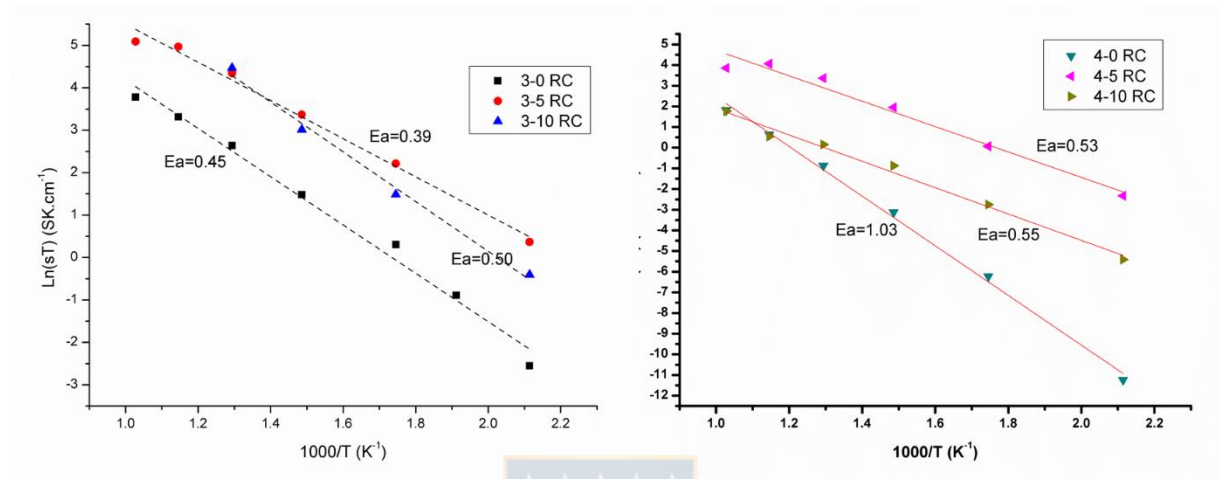 5
4
3
2
1
0
-1
-2
-3
Ln(sT) (SK.cm⁻¹)
3-0 RC
3-5 RC
3-10 RC
Ea=0.39
Ea=0.45
Ea=0.50
1.0 1.2 1.4 1.6 1.8 2.0 2.2
1000/T (K⁻¹)
5
4
3
2
1
0
-1
-2
-3
-4
-5
-6
-7
-8
-9
-10
-11
-12
4-0 RC
4-5 RC
4-10 RC
Ea=0.53
Ea=1.03
Ea=0.55
1.0 1.2 1.4 1.6 1.8 2.0 2.2
1000/T (K⁻¹)